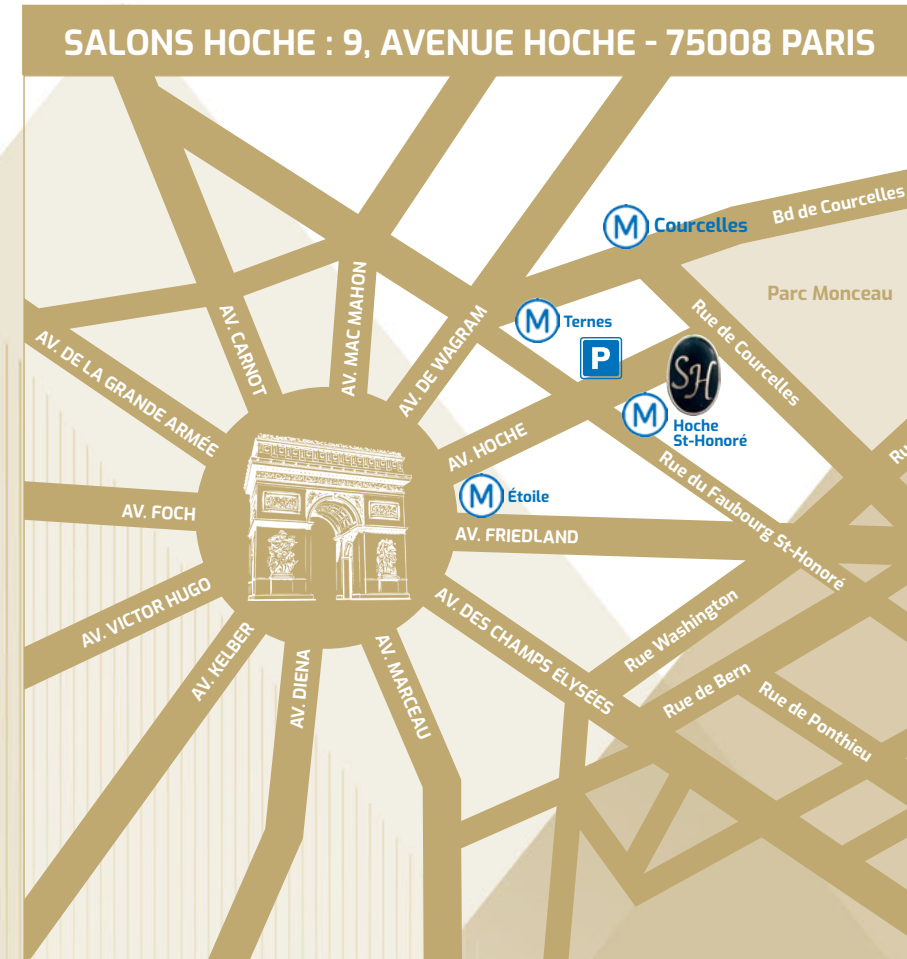 SALONS HOCHE : 9, AVENUE HOCHE - 75008 PARIS
Bd de Courcelles
M Courcelles
Parc Monceau
M Ternes
P
Rue de Courcelles
SH
M
Hoche
St-Honoré
AV. MAC MAHON
AV. CARNOT
AV. DE WAGRAM
AV. DE LA GRANDE ARMÉE
AV. HOCHE
M Étoile
Rue du Faubourg St-Honoré
Ru
AV. FOCH
AV. FRIEDLAND
AV. VICTOR HUGO
AV. DES CHAMPS ÉLYSÉES
Rue Washington
AV. KELBER
AV. DIENA
AV. MARCEAU
Rue de Bern
Rue de Ponthieu